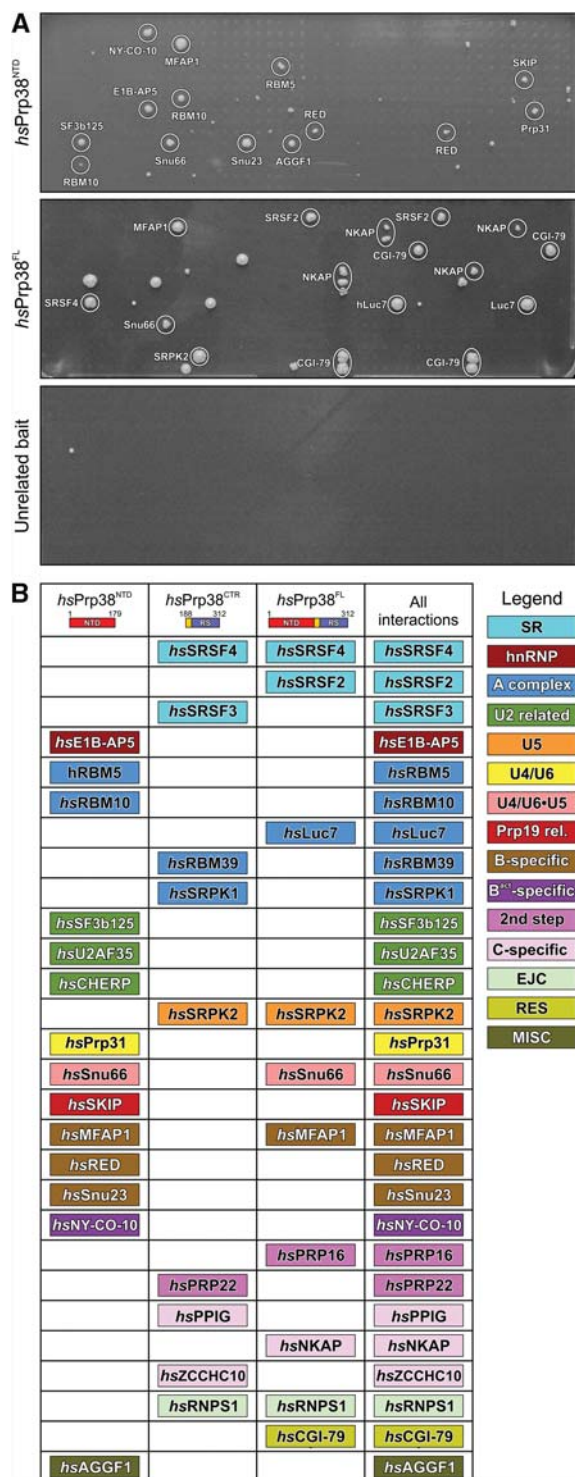 A
hsPrp38NTD
NY-CO-10
MFAP1
RBM5
SKIP
E1B-AP5
RBM10
RED
Prp31
SF3b125
Snu66
Snu23
AGGF1
RED
RBM10
hsPrp38FL
MFAP1
SRSF2
SRSF2
NKAP
NKAP
CGI-79
CGI-79
NKAP
NKAP
SRSF4
hLuc7
Luc7
Snu66
SRPK2
CGI-79
CGI-79
Unrelated bait
B
hsPrp38NTD hsPrp38CTR hsPrp38FL All interactions Legend
1 179 188 312 1 312
NTD RS NTD RS
hsSRSF4 hsSRSF4 hsSRSF4 SR
hsSRSF2 hsSRSF2 hnRNP
hsSRSF3 hsSRSF3 A complex
hsE1B-AP5 hsE1B-AP5 U2 related
hRBM5 hsRBM5 U5
hsRBM10 hsRBM10 U4/U6
hsLuc7 hsLuc7 U4/U6•U5
hsRBM39 hsRBM39 Prp19 rel.
hsSRPK1 hsSRPK1 B-specific
hsSF3b125 hsSF3b125 Bact-specific
hsU2AF35 hsU2AF35 2nd step
hsCHERP hsCHERP C-specific
hsSRPK2 hsSRPK2 hsSRPK2 EJC
hsPrp31 hsPrp31 RES
hsSnu66 hsSnu66 hsSnu66 MISC
hsSKIP hsSKIP
hsMFAP1 hsMFAP1 hsMFAP1
hsRED hsRED
hsSnu23 hsSnu23
hsNY-CO-10 hsNY-CO-10
hsPRP16 hsPRP16
hsPRP22 hsPRP22
hsPPIG hsPPIG
hsNKAP hsNKAP
hsZCCHC10 hsZCCHC10
hsRNPS1 hsRNPS1 hsRNPS1
hsCGI-79 hsCGI-79
hsAGGF1 hsAGGF1